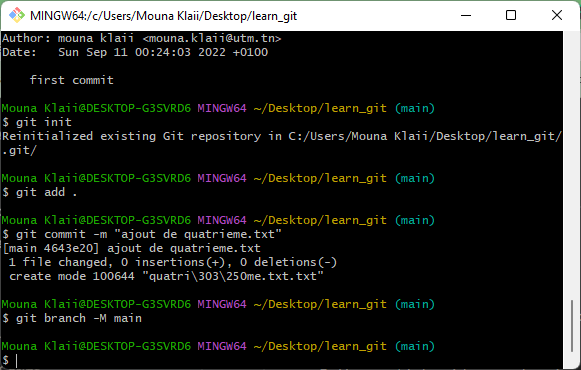 MINGW64:/c/Users/Mouna Klaii/Desktop/learn_git
Author: mouna klaii <mouna.klaii@utm.tn>
Date:   Sun Sep 11 00:24:03 2022 +0100
    first commit
Mouna Klaii@DESKTOP-G3SVRD6 MINGW64 ~/Desktop/learn_git (main)
$ git init
Reinitialized existing Git repository in C:/Users/Mouna Klaii/Desktop/learn_git/
.git/
Mouna Klaii@DESKTOP-G3SVRD6 MINGW64 ~/Desktop/learn_git (main)
$ git add .
Mouna Klaii@DESKTOP-G3SVRD6 MINGW64 ~/Desktop/learn_git (main)
$ git commit -m "ajout de quatrieme.txt"
[main 4643e20] ajout de quatrieme.txt
 1 file changed, 0 insertions(+), 0 deletions(-)
 create mode 100644 "quatri\303\250me.txt.txt"
Mouna Klaii@DESKTOP-G3SVRD6 MINGW64 ~/Desktop/learn_git (main)
$ git branch -M main
Mouna Klaii@DESKTOP-G3SVRD6 MINGW64 ~/Desktop/learn_git (main)
$